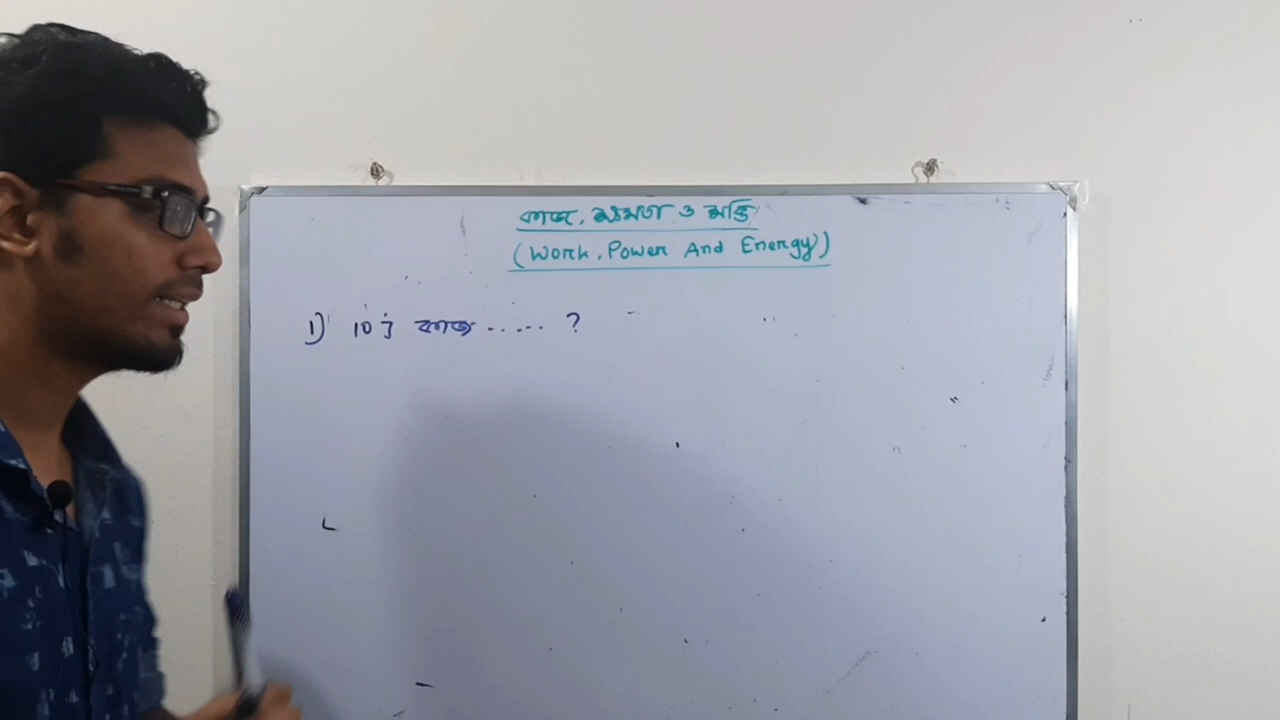 কাজ, ক্ষমতা ও শক্তি
(Work, Power And Energy)
1) 10 J কাজ ..... ?